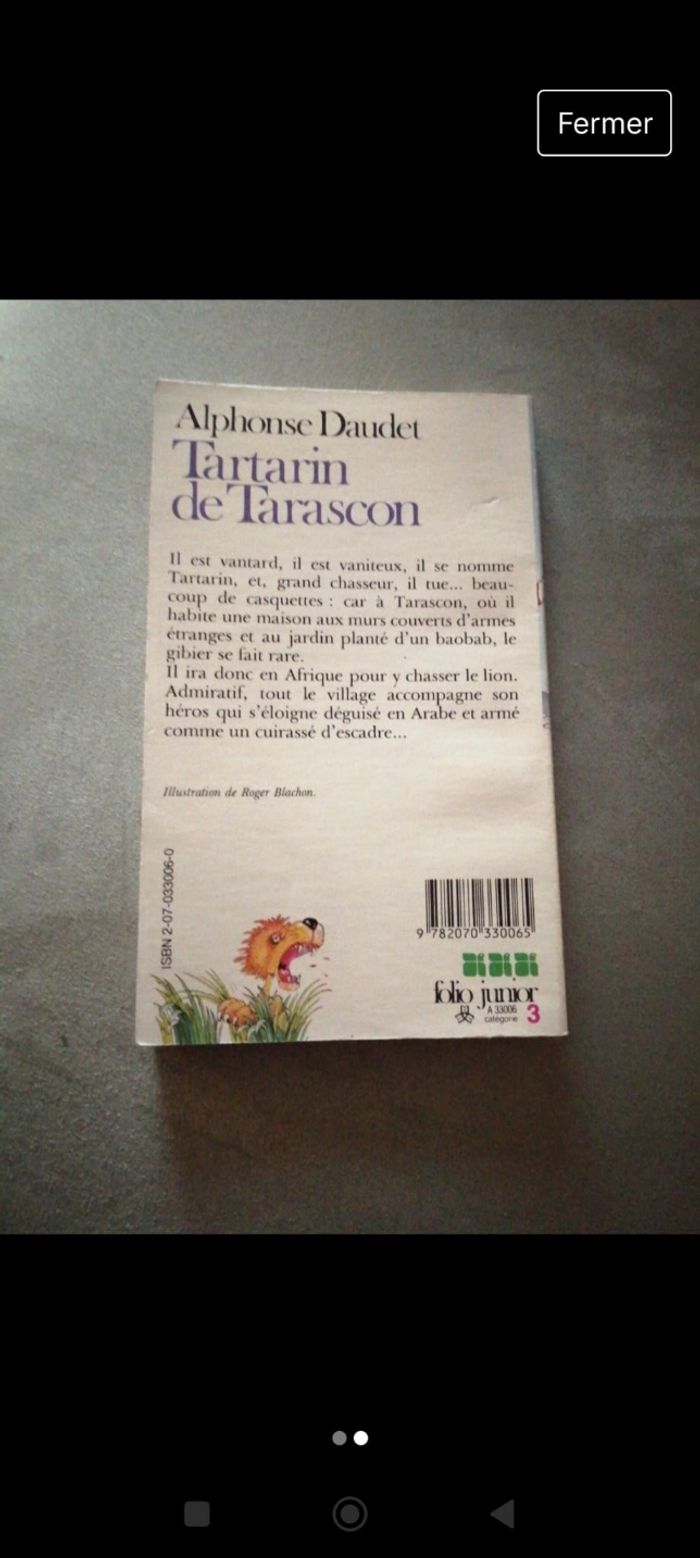 Fermer
Alphonse Daudet
Tartarin
de Tarascon
Il est vantard, il est vaniteux, il se nomme
Tartarin, et, grand chasseur, il tue... beau-
coup de casquettes : car à Tarascon, où il
habite une maison aux murs couverts d'armes
étranges et au jardin planté d'un baobab, le
gibier se fait rare.
Il ira donc en Afrique pour y chasser le lion.
Admiratif, tout le village accompagne son
héros qui s'éloigne déguisé en Arabe et armé
comme un cuirassé d'escadre...
Illustration de Roger Blachon.
ISBN 2-07-033006-0
9 782070 330065
folio junior
A 33006
catégorie 3